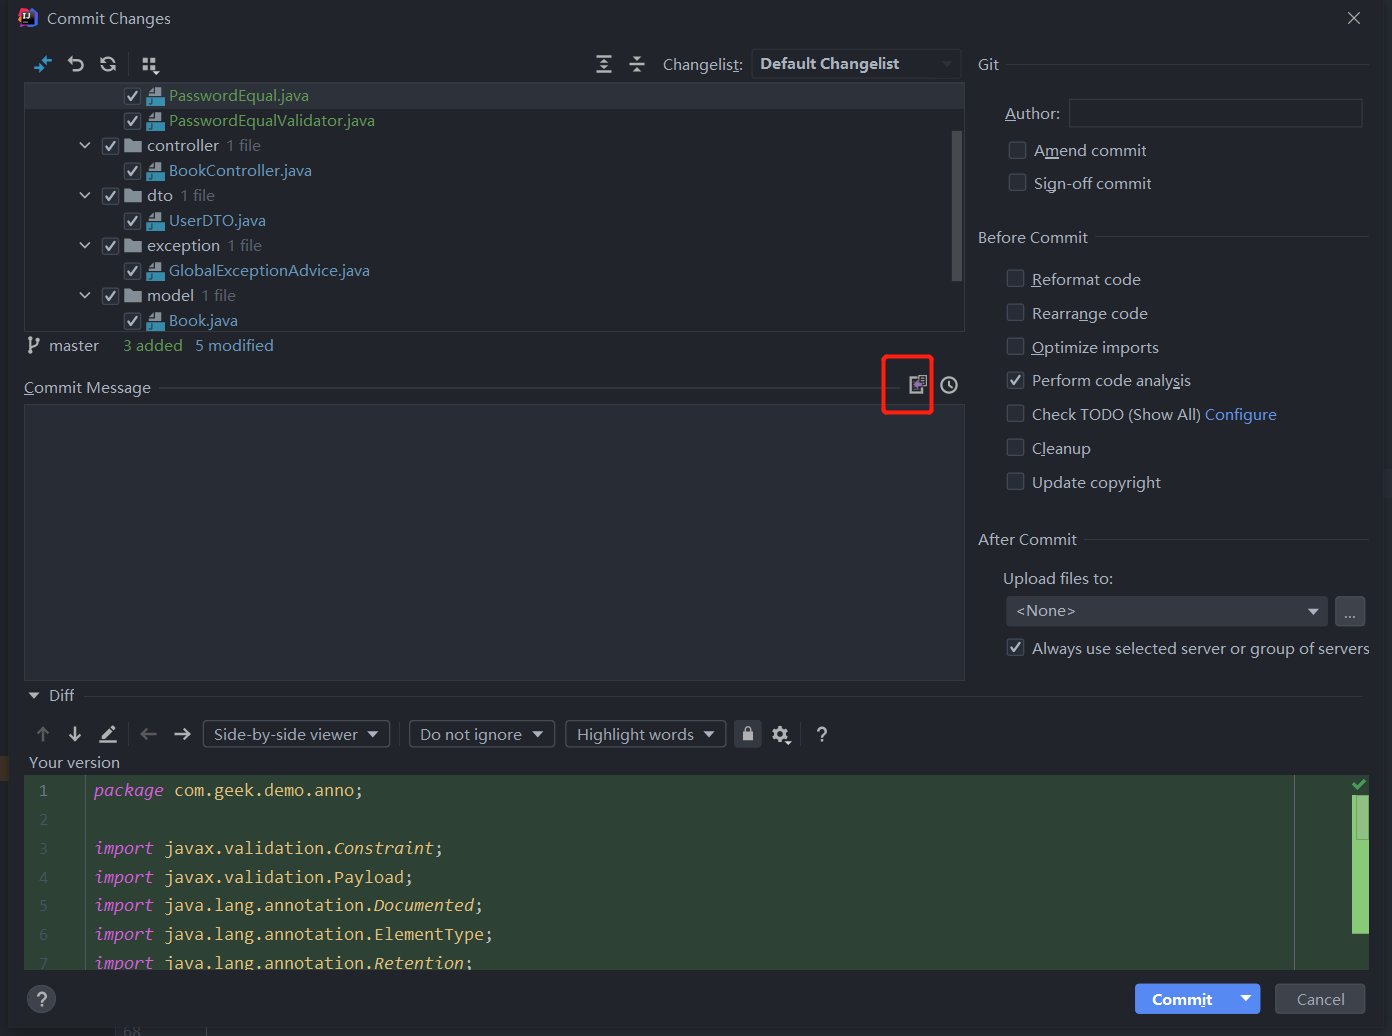 Commit Changes
Changelist: Default Changelist
PasswordEqual.java
PasswordEqualValidator.java
controller 1 file
BookController.java
dto 1 file
UserDTO.java
exception 1 file
GlobalExceptionAdvice.java
model 1 file
Book.java
master 3 added 5 modified
Commit Message
Git
Author:
Amend commit
Sign-off commit
Before Commit
Reformat code
Rearrange code
Optimize imports
Perform code analysis
Check TODO (Show All) Configure
Cleanup
Update copyright
After Commit
Upload files to:
<None>
...
Always use selected server or group of servers
Diff
Side-by-side viewer
Do not ignore
Highlight words
?
Your version
1 package com.geek.demo.anno;
2
3 import javax.validation.Constraint;
4 import javax.validation.Payload;
5 import java.lang.annotation.Documented;
6 import java.lang.annotation.ElementType;
7 import java.lang.annotation.Retention;
?
Commit
Cancel
68